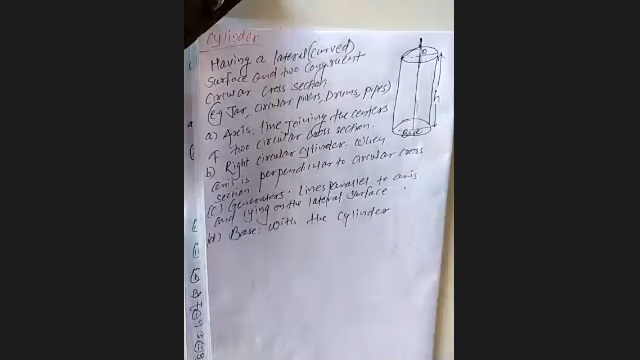 Cylinder
Having a lateral (curved)
Surface and two congruent
Circular cross section
(eg Jar, circular pillers, Drums, pipes)
a) Axis. Line Joining the centers
of two circular cross section.
b) Right circular cylinder. When
axis is perpendicular to circular cross
section
(c) Generators. Lines parallel to axis
and lying on the lateral surface.
(d) Base: With the cylinder
h
Base